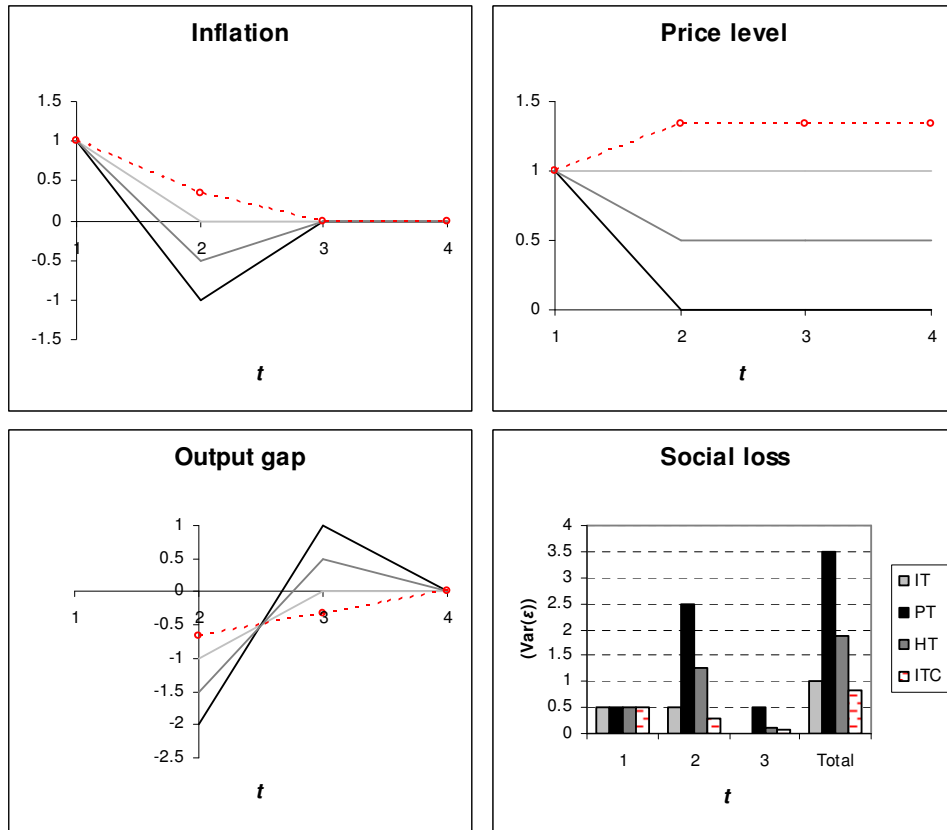 Inflation
1.5
1
0.5
0
-0.5
-1
-1.5
1 2 3 4
t
Price level
1.5
1
0.5
0
1 2 3 4
t
Output gap
1
0.5
0
-0.5
-1
-1.5
-2
-2.5
1 2 3 4
t
Social loss
(Var(ε))
4
3.5
3
2.5
2
1.5
1
0.5
0
1 2 3 Total
t
IT
PT
HT
ITC